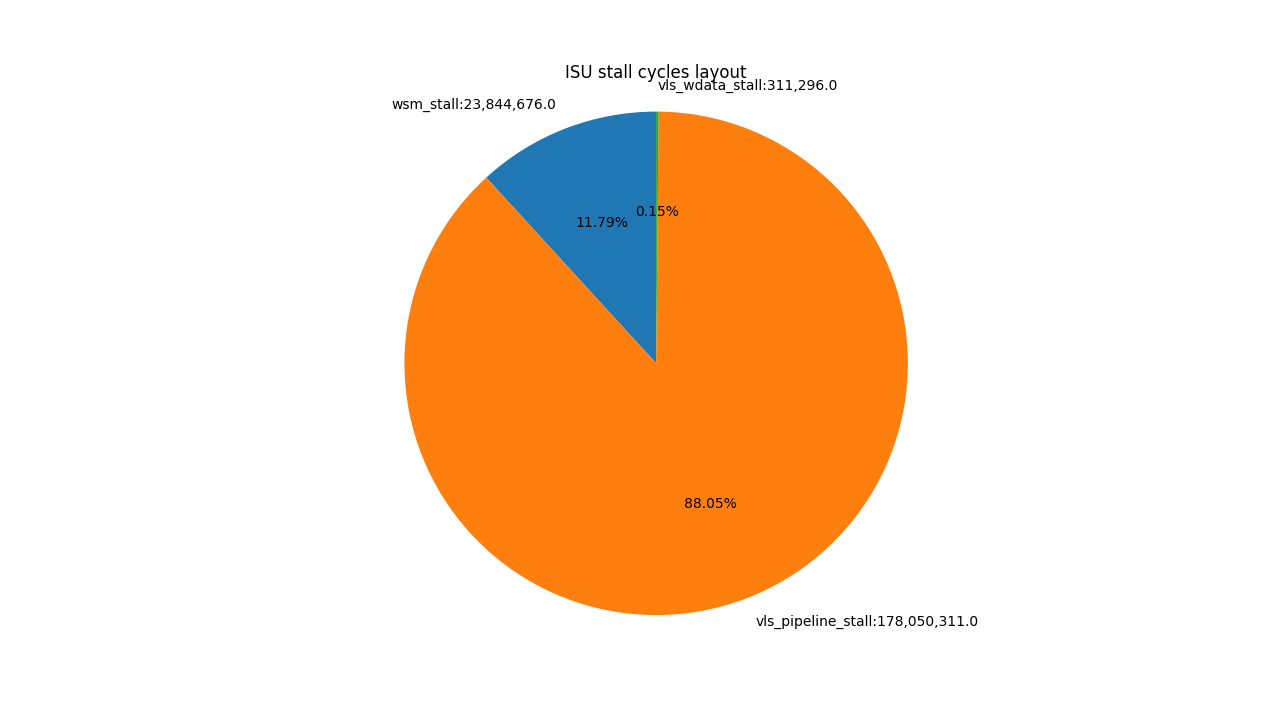 ISU stall cycles layout
vls_wdata_stall:311,296.0
wsm_stall:23,844,676.0
0.15%
11.79%
88.05%
vls_pipeline_stall:178,050,311.0